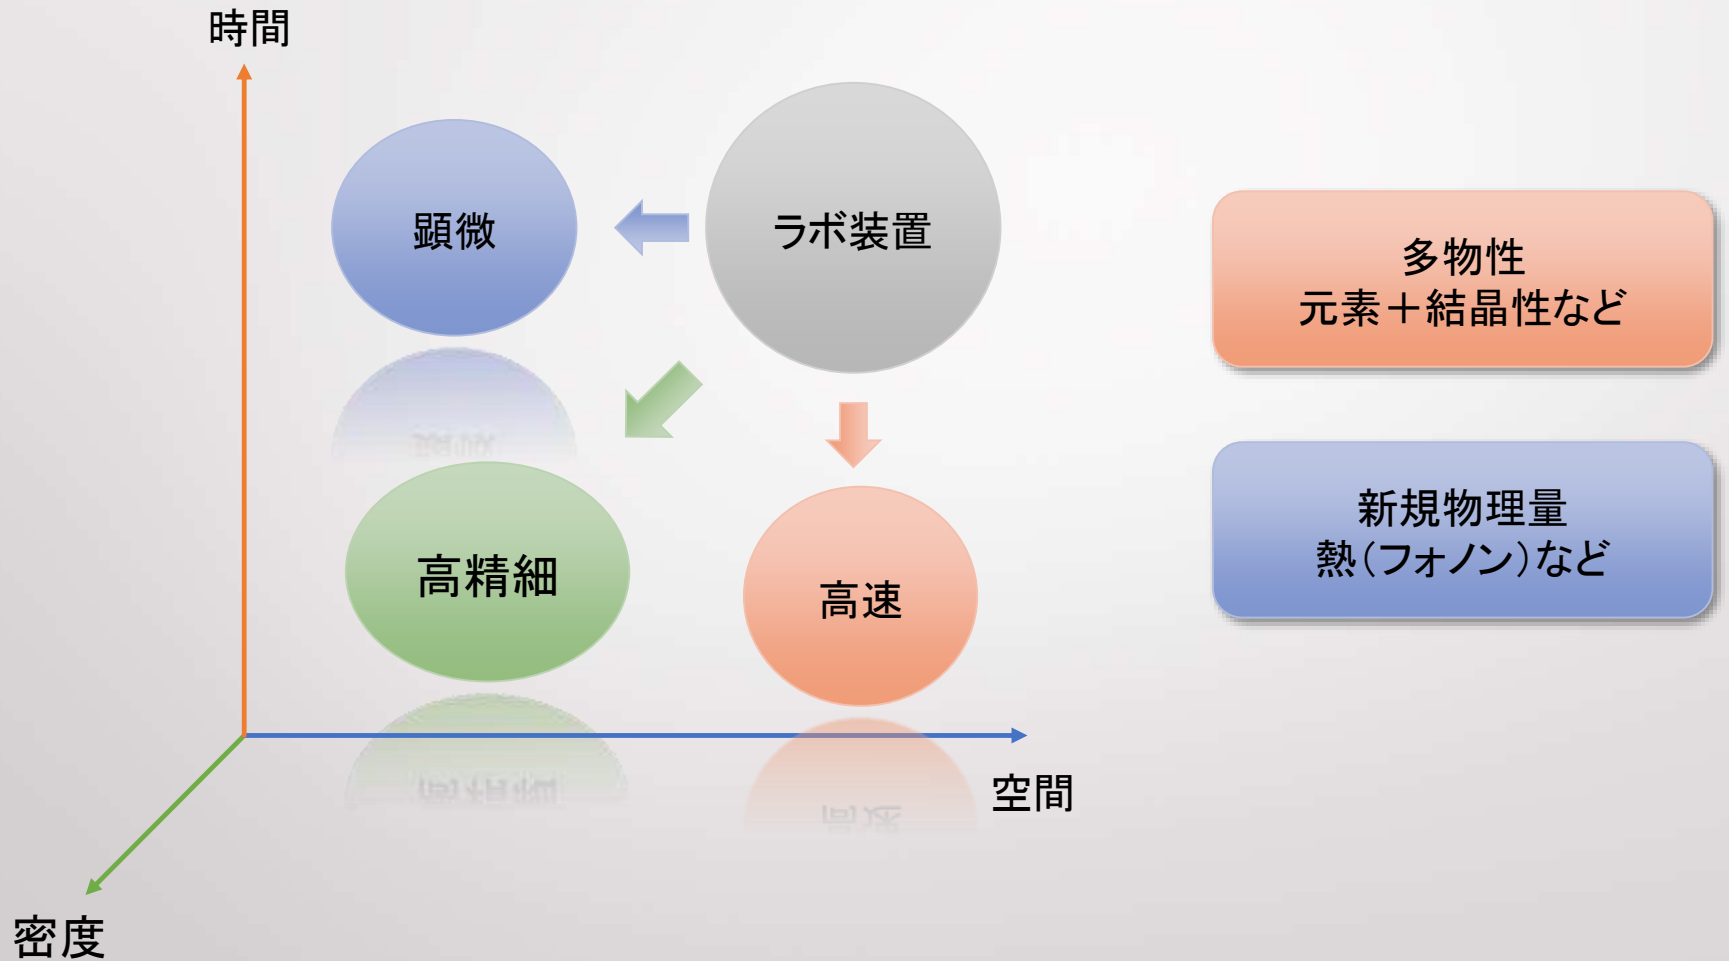 時間
顕微
ラボ装置
多物性
元素＋結晶性など
高精細
高速
新規物理量
熱（フォノン）など
空間
密度